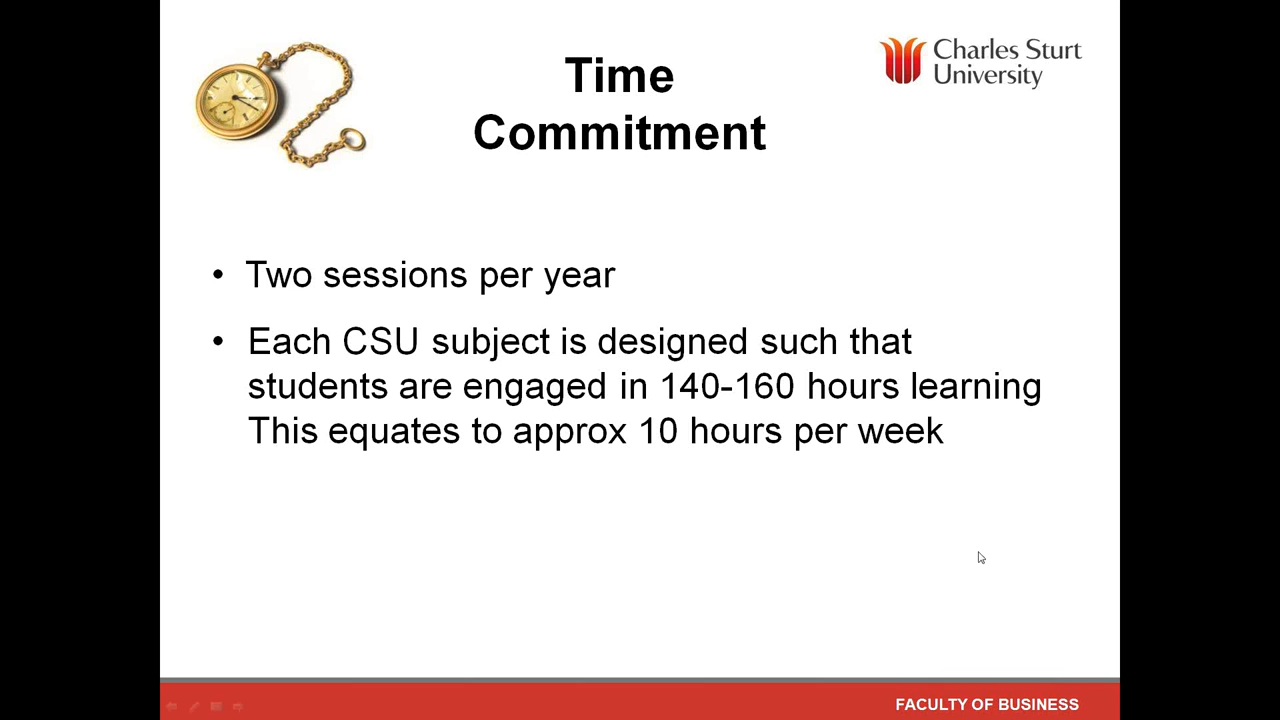 Time
Commitment
Charles Sturt
University
• Two sessions per year
• Each CSU subject is designed such that
students are engaged in 140-160 hours learning
This equates to approx 10 hours per week
FACULTY OF BUSINESS